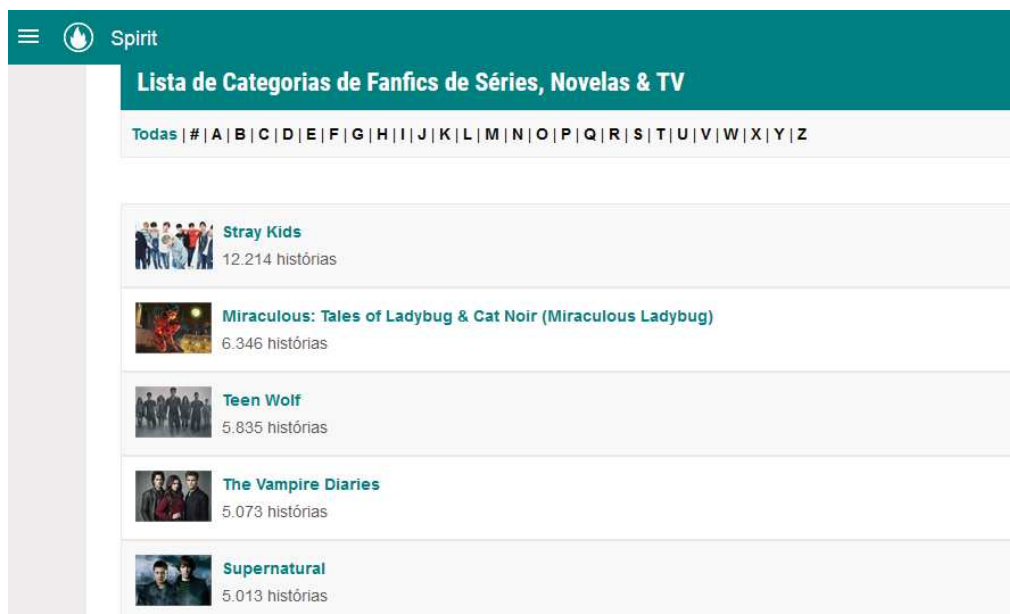 Spirit
Lista de Categorias de Fanfics de Séries, Novelas & TV
Todas | # | A | B | C | D | E | F | G | H | I | J | K | L | M | N | O | P | Q | R | S | T | U | V | W | X | Y | Z
Stray Kids
12.214 histórias
Miraculous: Tales of Ladybug & Cat Noir (Miraculous Ladybug)
6.346 histórias
Teen Wolf
5.835 histórias
The Vampire Diaries
5.073 histórias
Supernatural
5.013 histórias